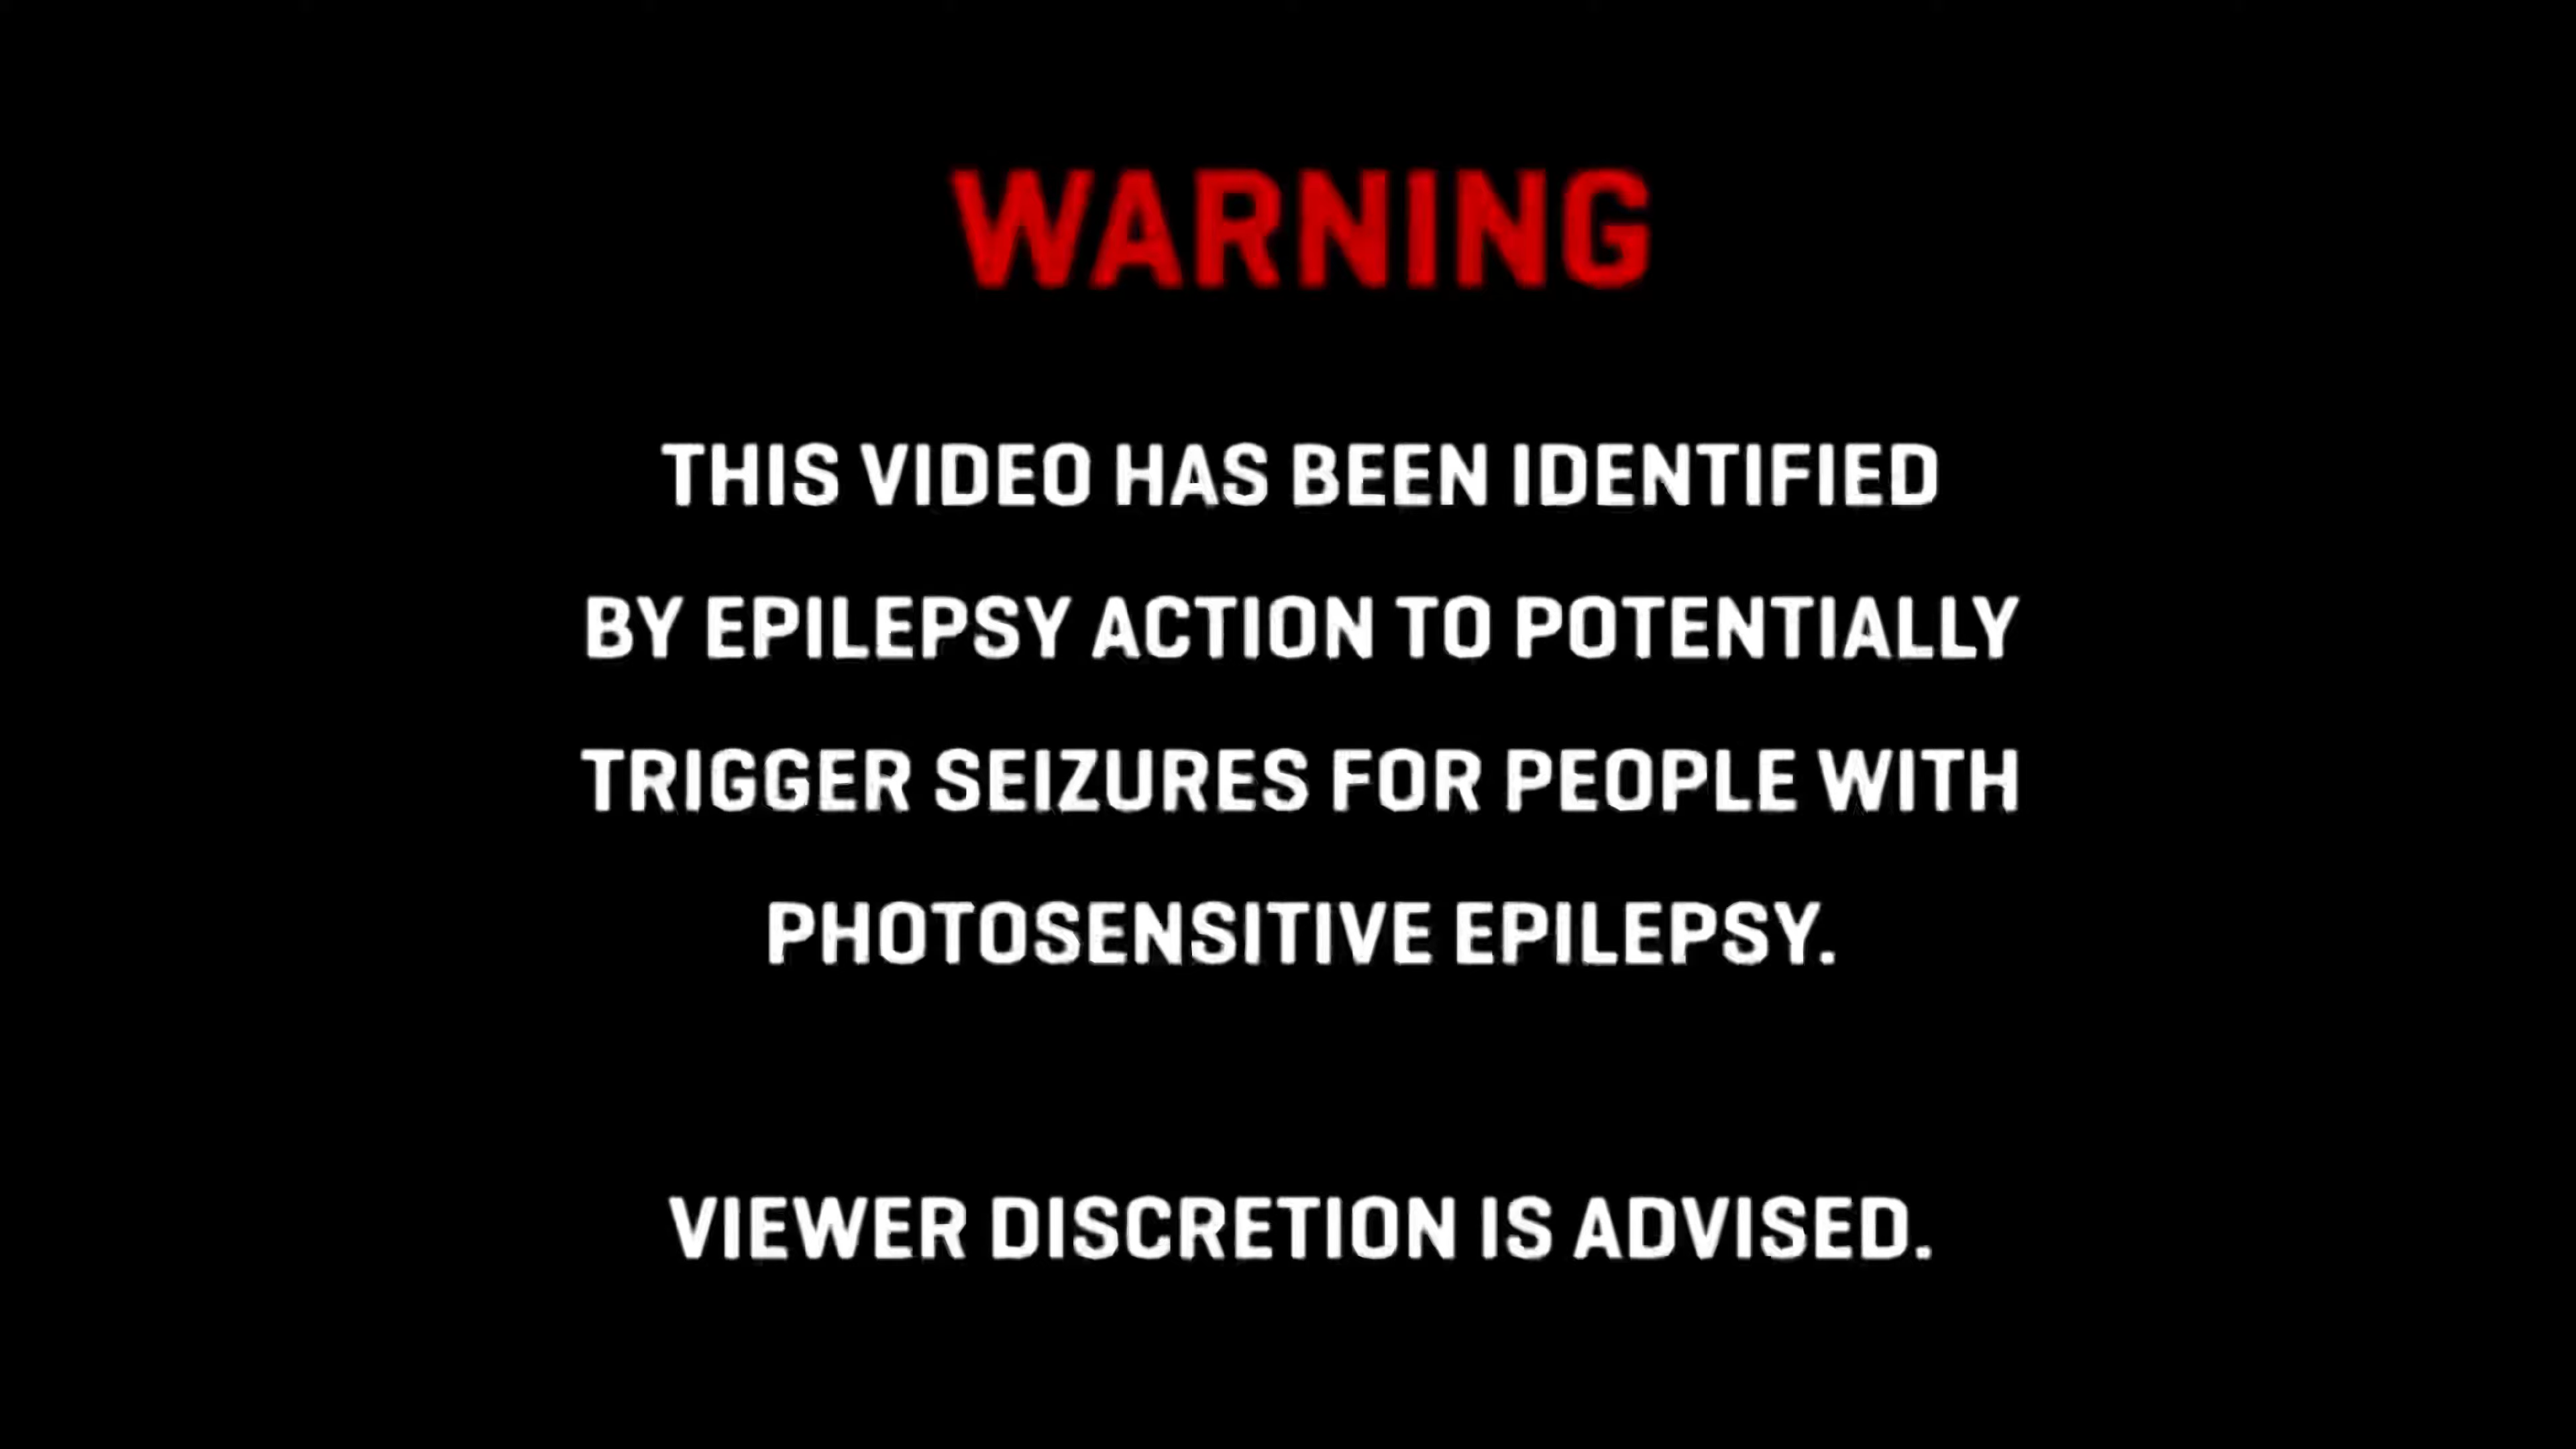 WARNING
THIS VIDEO HAS BEEN IDENTIFIED
BY EPILEPSY ACTION TO POTENTIALLY
TRIGGER SEIZURES FOR PEOPLE WITH
PHOTOSENSITIVE EPILEPSY.
VIEWER DISCRETION IS ADVISED.